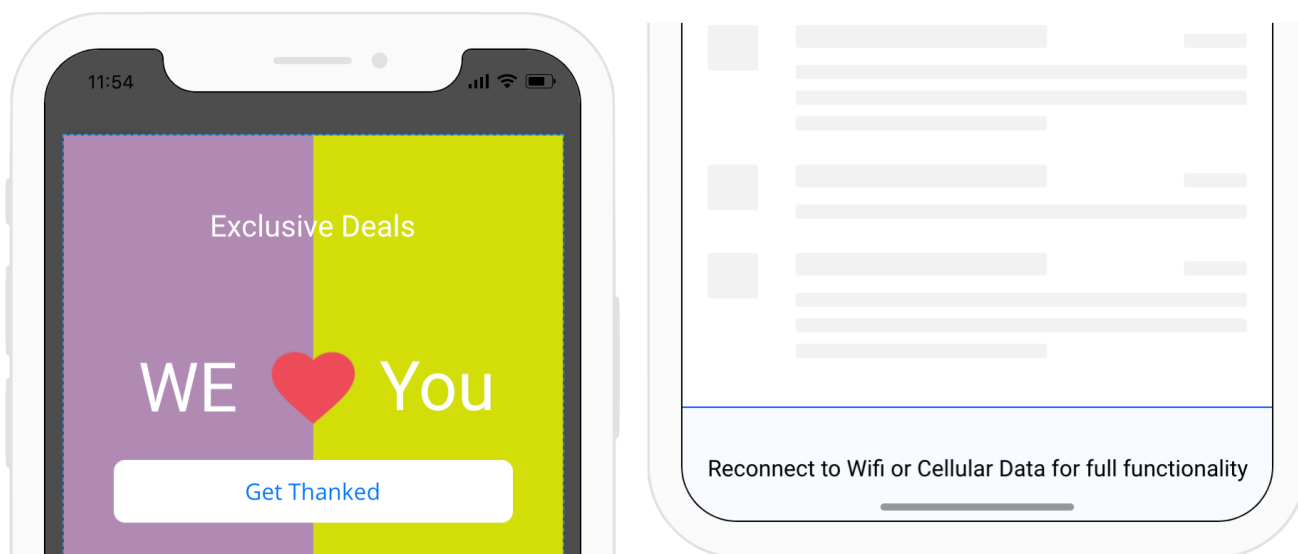 11:54
Exclusive Deals
WE You
Get Thanked
Reconnect to Wifi or Cellular Data for full functionality